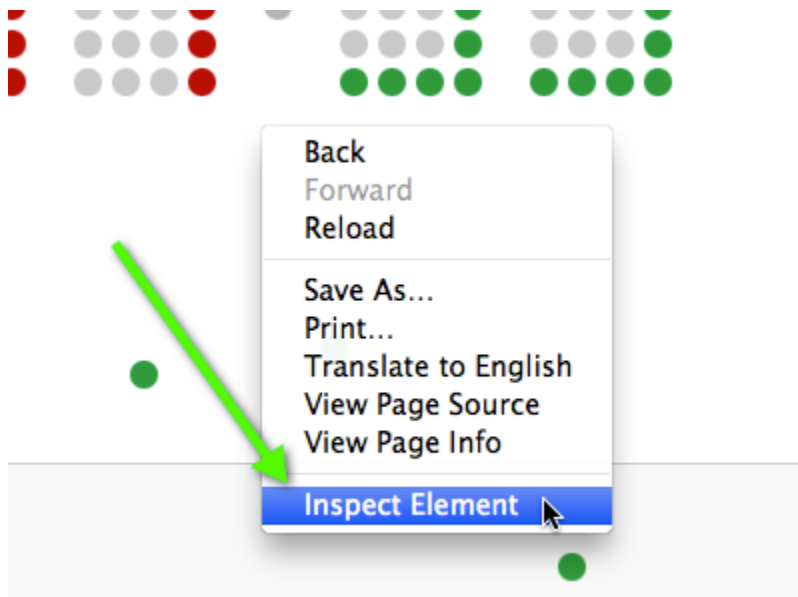 Back
Forward
Reload
Save As...
Print...
Translate to English
View Page Source
View Page Info
Inspect Element